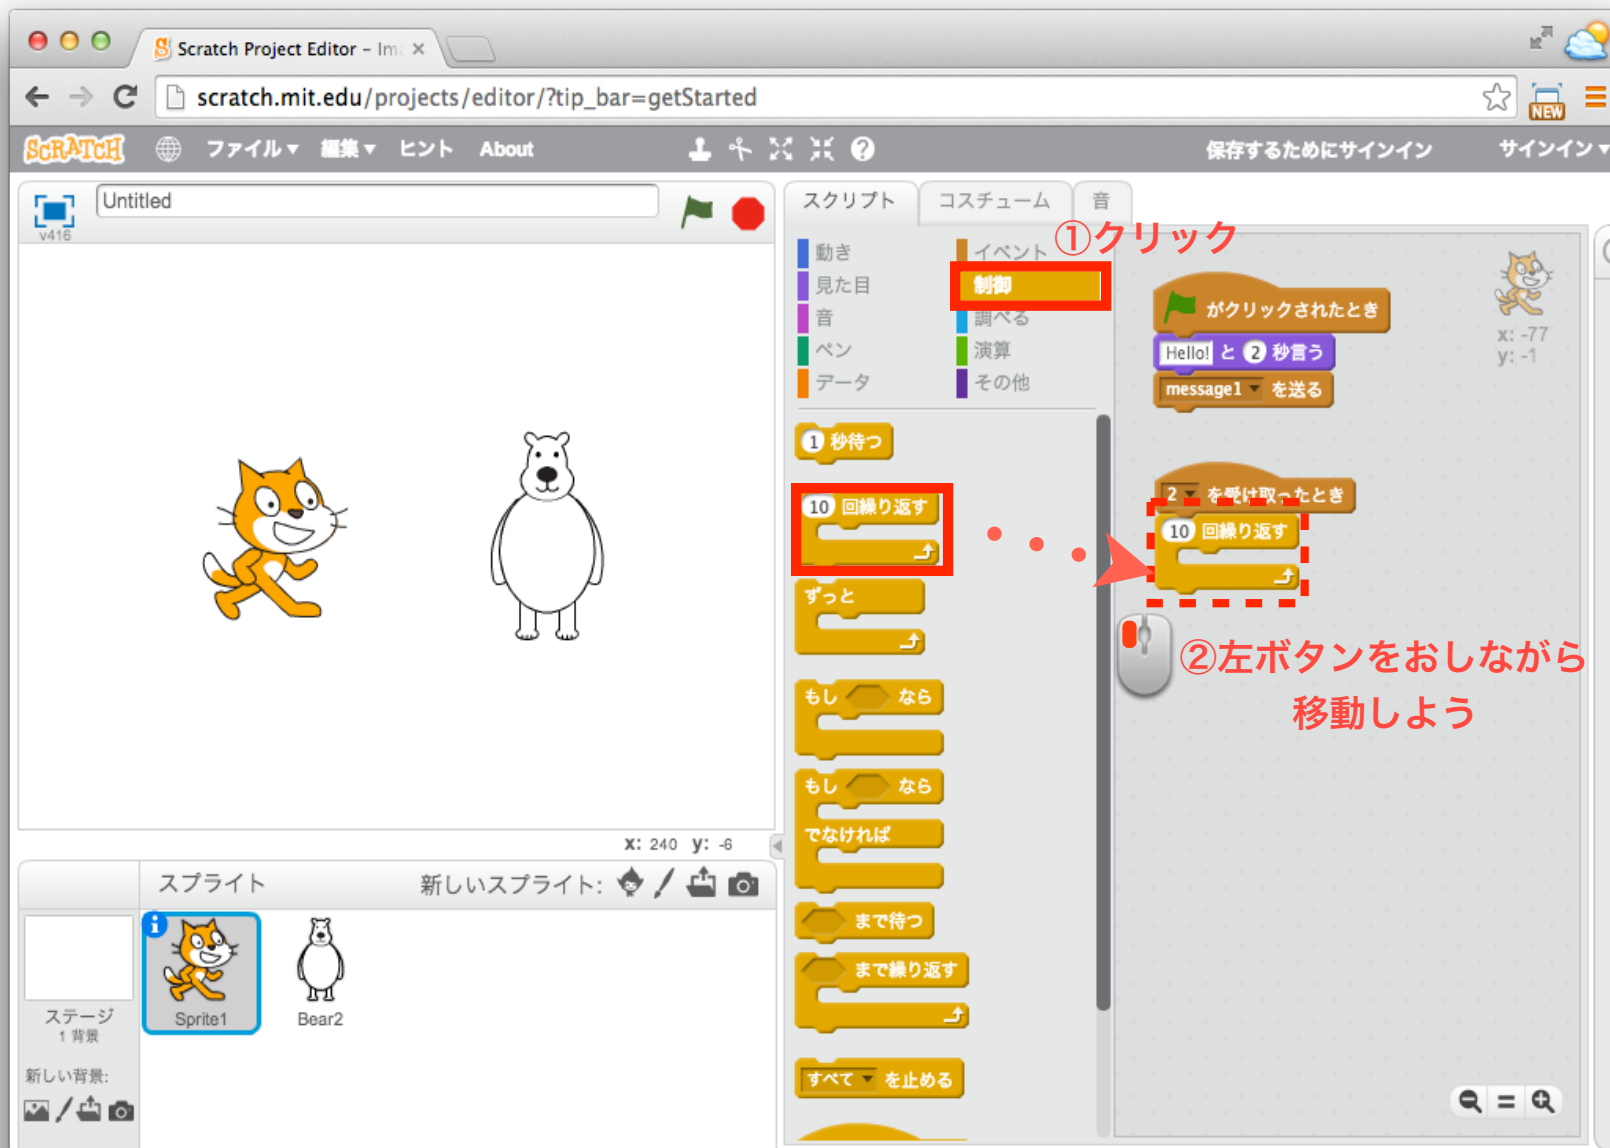 Scratch Project Editor – Im
scratch.mit.edu/projects/editor/?tip_bar=getStarted
NEW
SCRATCH
ファイル 編集 ヒント About
保存するためにサインイン サインイン
v416
Untitled
スクリプト コスチューム 音
①クリック
動き イベント
見た目 制御
音 調べる
ペン 演算
データ その他
1 秒待つ
10 回繰り返す
ずっと
もし なら
もし なら
でなければ
まで待つ
まで繰り返す
すべて を止める
がクリックされたとき
Hello! と 2 秒言う
message1 を送る
2 を受け取ったとき
10 回繰り返す
②左ボタンをおしながら
移動しよう
x: -77
y: -1
x: 240 y: -6
スプライト 新しいスプライト:
Sprite1
Bear2
ステージ
1 背景
新しい背景: